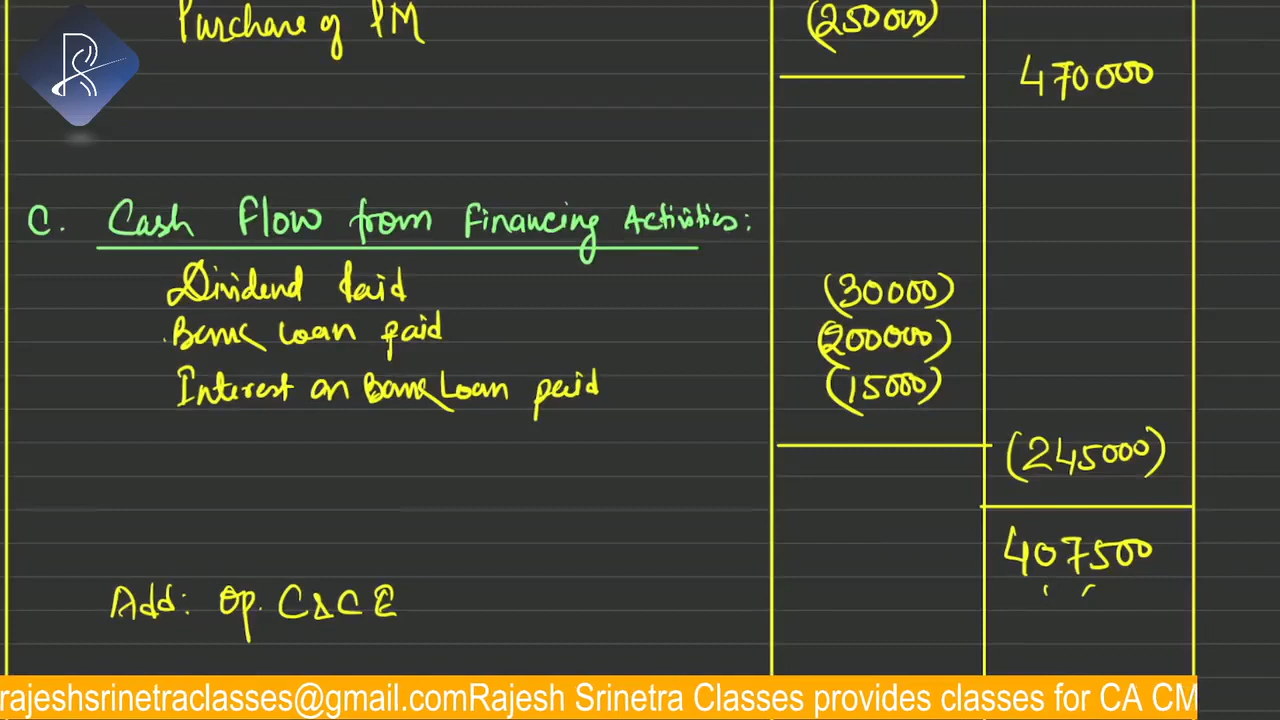 Purchase of PM (250000)
470000
C. Cash Flow from Financing Activities:
Dividend Paid (30000)
Bank Loan paid (200000)
Interest on Bank Loan paid (15000)
(245000)
407500
Add: Op. C & C E
rajeshsrinetraclasses@gmail.comRajesh Srinetra Classes provides classes for CA CM